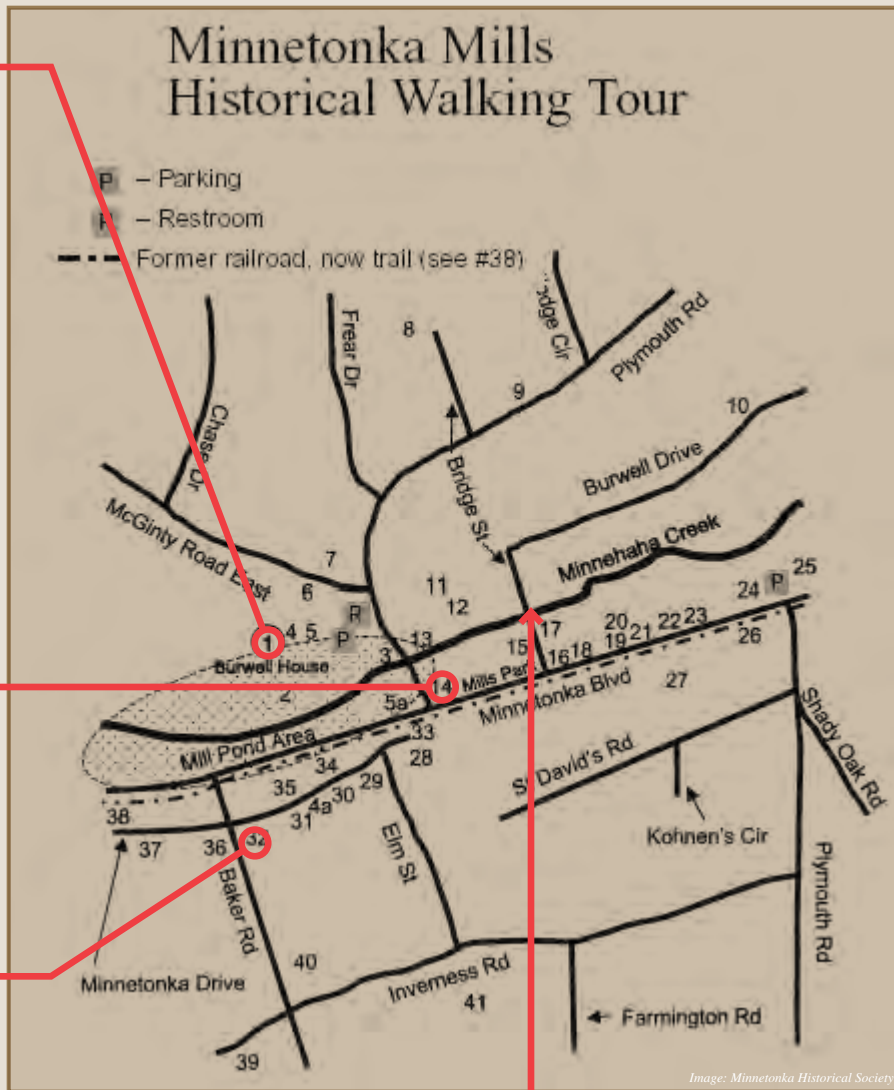 Minnetonka Mills
Historical Walking Tour
P – Parking
R – Restroom
Former railroad, now trail (see #38)
8
Frear Dr
Plymouth Rd
9
10
Chase Dr
Bridge St
Burwell Drive
McGinty Road East
Minnehaha Creek
7
6
11
12
R
P
25
24
P
1
4
5
13
3
17
15
16
18
20
19
21
22
23
26
Burwell House
2
14
Mills Park
5a
Minnetonka Blvd
27
Mill Pond Area
33
28
34
35
29
30
4a
31
St David's Rd
Shady Oak Rd
38
37
36
32
Elm St
Kohnen's Cir
Baker Rd
Plymouth Rd
Minnetonka Drive
40
Inverness Rd
41
Farmington Rd
39
Image: Minnetonka Historical Society